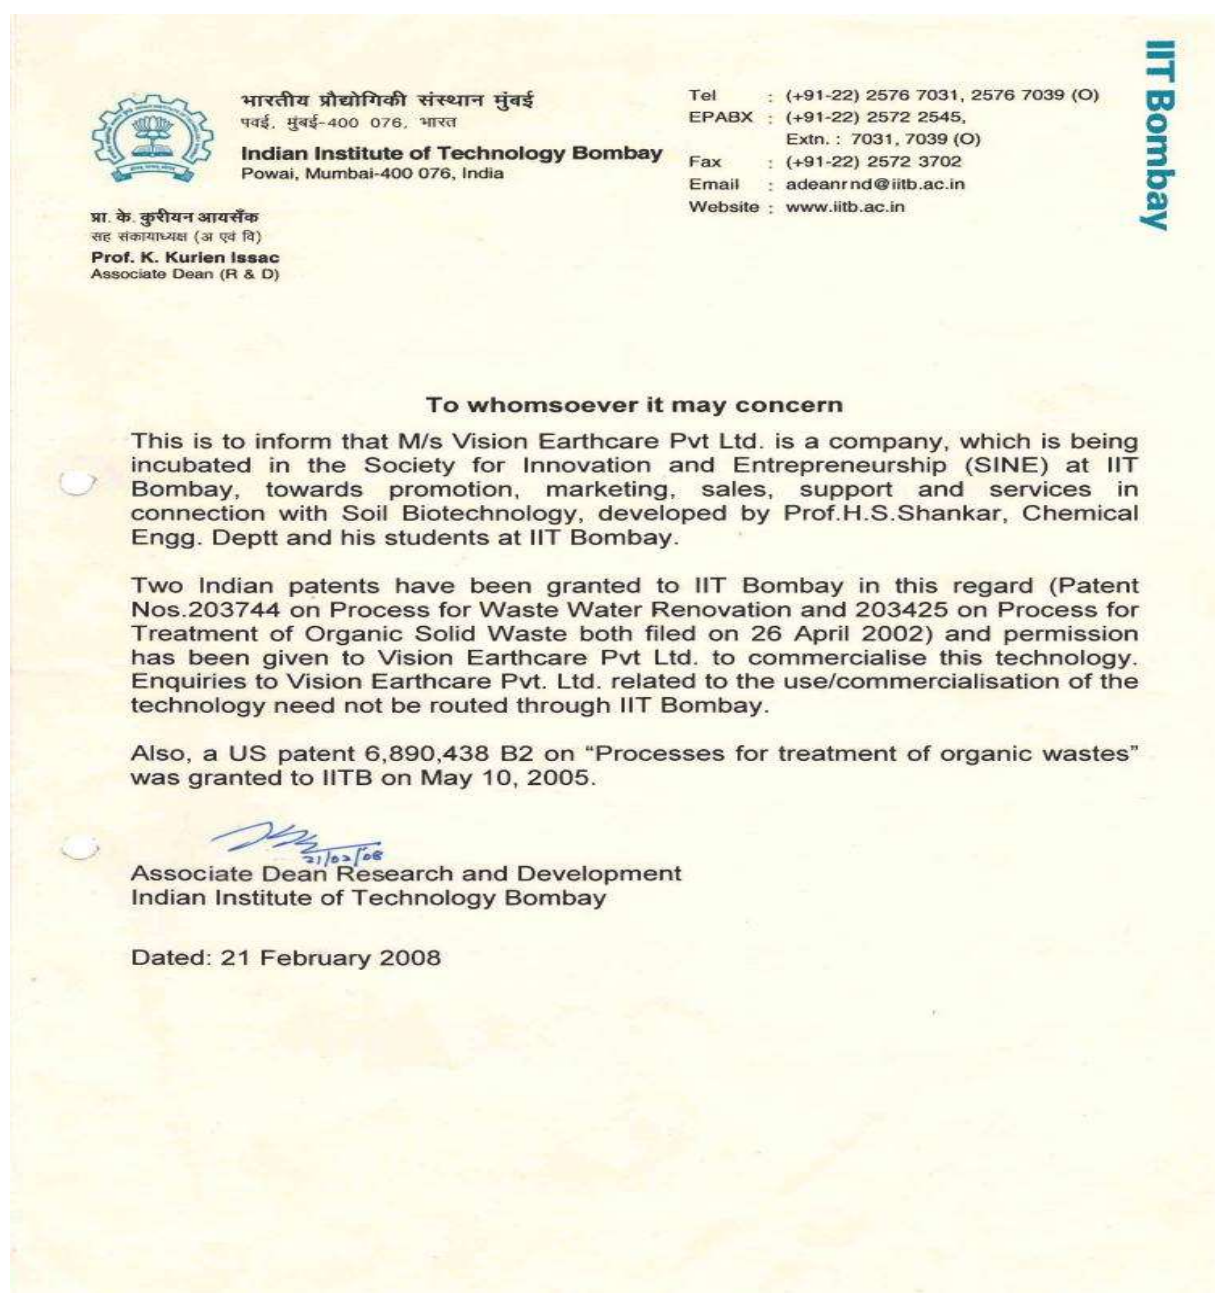 IIT Bombay
भारतीय प्रौद्योगिकी संस्थान मुंबई
पवई, मुंबई-400 076, भारत
Indian Institute of Technology Bombay
Powai, Mumbai-400 076, India
Tel : (+91-22) 2576 7031, 2576 7039 (O)
EPABX : (+91-22) 2572 2545,
Extn. : 7031, 7039 (O)
Fax : (+91-22) 2572 3702
Email : adeanrnd@iitb.ac.in
Website : www.iitb.ac.in
प्रा. के. कुरीयन आयसँक
सह संकायाध्यक्ष (अ एवं वि)
Prof. K. Kurien Issac
Associate Dean (R & D)
To whomsoever it may concern
This is to inform that M/s Vision Earthcare Pvt Ltd. is a company, which is being
incubated in the Society for Innovation and Entrepreneurship (SINE) at IIT
Bombay, towards promotion, marketing, sales, support and services in
connection with Soil Biotechnology, developed by Prof.H.S.Shankar, Chemical
Engg. Deptt and his students at IIT Bombay.
Two Indian patents have been granted to IIT Bombay in this regard (Patent
Nos.203744 on Process for Waste Water Renovation and 203425 on Process for
Treatment of Organic Solid Waste both filed on 26 April 2002) and permission
has been given to Vision Earthcare Pvt Ltd. to commercialise this technology.
Enquiries to Vision Earthcare Pvt. Ltd. related to the use/commercialisation of the
technology need not be routed through IIT Bombay.
Also, a US patent 6,890,438 B2 on “Processes for treatment of organic wastes”
was granted to IITB on May 10, 2005.
21/02/'08
Associate Dean Research and Development
Indian Institute of Technology Bombay
Dated: 21 February 2008